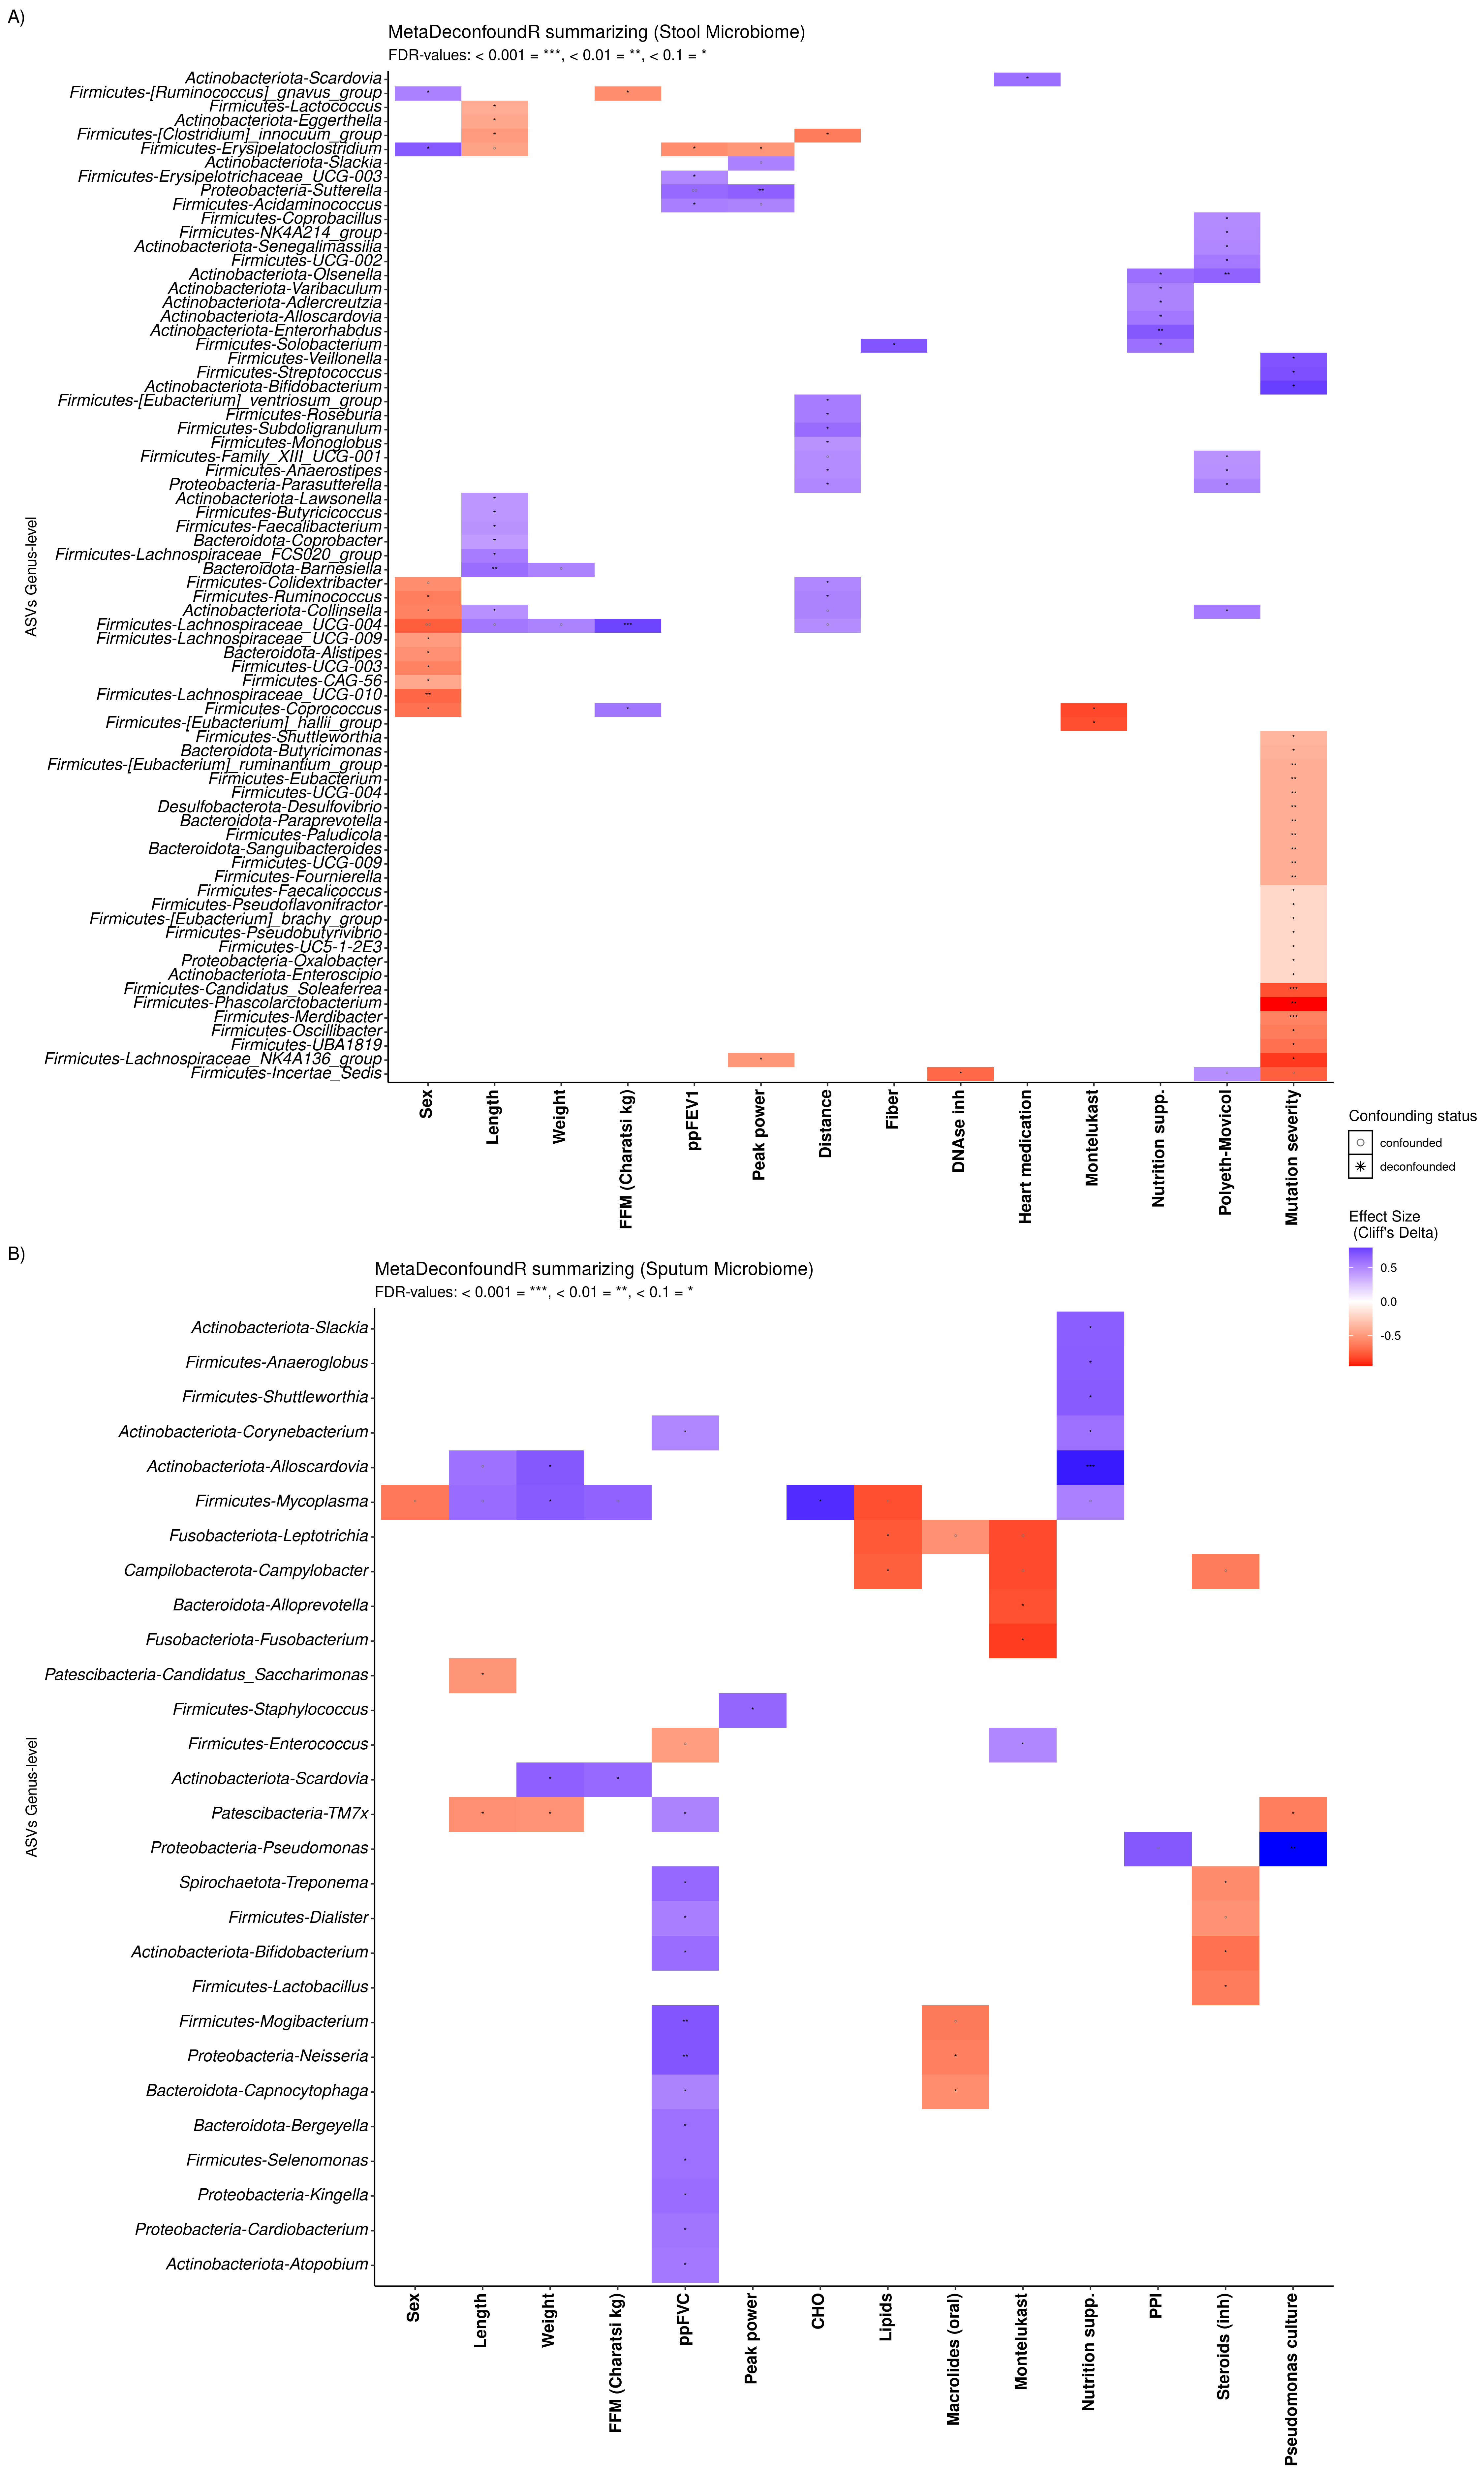 A)
MetaDeconfoundR summarizing (Stool Microbiome)
FDR-values: < 0.001 = ***, < 0.01 = **, < 0.1 = *
Actinobacteriota-Scardovia
Firmicutes-[Ruminococcus]_gnavus_group
Firmicutes-Lactococcus
Actinobacteriota-Eggerthella
Firmicutes-[Clostridium]_innocuum_group
Firmicutes-Erysipelatoclostridium
Actinobacteriota-Slackia
Firmicutes-Erysipelotrichaceae_UCG-003
Proteobacteria-Sutterella
Firmicutes-Acidaminococcus
Firmicutes-Coprobacillus
Firmicutes-NK4A214_group
Actinobacteriota-Senegalimassilia
Firmicutes-UCG-002
Actinobacteriota-Olsenella
Actinobacteriota-Varibaculum
Actinobacteriota-Adlercreutzia
Actinobacteriota-Alloscardovia
Actinobacteriota-Enterorhabdus
Firmicutes-Solobacterium
Firmicutes-Veillonella
Firmicutes-Streptococcus
Actinobacteriota-Bifidobacterium
Firmicutes-[Eubacterium]_ventriosum_group
Firmicutes-Roseburia
Firmicutes-Subdoligranulum
Firmicutes-Monoglobus
Firmicutes-Family_XIII_UCG-001
Firmicutes-Anaerostipes
Proteobacteria-Parasutterella
Actinobacteriota-Lawsonella
Firmicutes-Butyricicoccus
Firmicutes-Faecalibacterium
Bacteroidota-Coprobacter
Firmicutes-Lachnospiraceae_FCS020_group
Bacteroidota-Barnesiella
Firmicutes-Colidextribacter
Firmicutes-Ruminococcus
Actinobacteriota-Collinsella
Firmicutes-Lachnospiraceae_UCG-004
Firmicutes-Lachnospiraceae_UCG-009
Bacteroidota-Alistipes
Firmicutes-UCG-003
Firmicutes-CAG-56
Firmicutes-Lachnospiraceae_UCG-010
Firmicutes-Coprococcus
Firmicutes-[Eubacterium]_hallii_group
Firmicutes-Shuttleworthia
Bacteroidota-Butyricimonas
Firmicutes-[Eubacterium]_ruminantium_group
Firmicutes-Eubacterium
Firmicutes-UCG-004
Desulfobacterota-Desulfovibrio
Bacteroidota-Paraprevotella
Firmicutes-Paludicola
Bacteroidota-Sanguibacteroides
Firmicutes-UCG-009
Firmicutes-Fournierella
Firmicutes-Faecalicoccus
Firmicutes-Pseudoflavonifractor
Firmicutes-[Eubacterium]_brachy_group
Firmicutes-Pseudobutyrivibrio
Firmicutes-UC5-1-2E3
Proteobacteria-Oxalobacter
Actinobacteriota-Enteroscipio
Firmicutes-Candidatus_Soleaferrea
Firmicutes-Phascolarctobacterium
Firmicutes-Merdibacter
Firmicutes-Oscillibacter
Firmicutes-UBA1819
Firmicutes-Lachnospiraceae_NK4A136_group
Firmicutes-Incertae_Sedis
ASVs Genus-level
Sex
Length
Weight
FFM (Charatsi kg)
ppFEV1
Peak power
Distance
Fiber
DNAse inh
Heart medication
Montelukast
Nutrition supp.
Polyeth-Movicol
Mutation severity
Confounding status
confounded
deconfounded
Effect Size
(Cliff's Delta)
0.5
0.0
-0.5
B)
MetaDeconfoundR summarizing (Sputum Microbiome)
FDR-values: < 0.001 = ***, < 0.01 = **, < 0.1 = *
Actinobacteriota-Slackia
Firmicutes-Anaeroglobus
Firmicutes-Shuttleworthia
Actinobacteriota-Corynebacterium
Actinobacteriota-Alloscardovia
Firmicutes-Mycoplasma
Fusobacteriota-Leptotrichia
Campilobacterota-Campylobacter
Bacteroidota-Alloprevotella
Fusobacteriota-Fusobacterium
Patescibacteria-Candidatus_Saccharimonas
Firmicutes-Staphylococcus
Firmicutes-Enterococcus
Actinobacteriota-Scardovia
Patescibacteria-TM7x
Proteobacteria-Pseudomonas
Spirochaetota-Treponema
Firmicutes-Dialister
Actinobacteriota-Bifidobacterium
Firmicutes-Lactobacillus
Firmicutes-Mogibacterium
Proteobacteria-Neisseria
Bacteroidota-Capnocytophaga
Bacteroidota-Bergeyella
Firmicutes-Selenomonas
Proteobacteria-Kingella
Proteobacteria-Cardiobacterium
Actinobacteriota-Atopobium
ASVs Genus-level
Sex
Length
Weight
FFM (Charatsi kg)
ppFVC
Peak power
CHO
Lipids
Macrolides (oral)
Montelukast
Nutrition supp.
PPI
Steroids (inh)
Pseudomonas culture